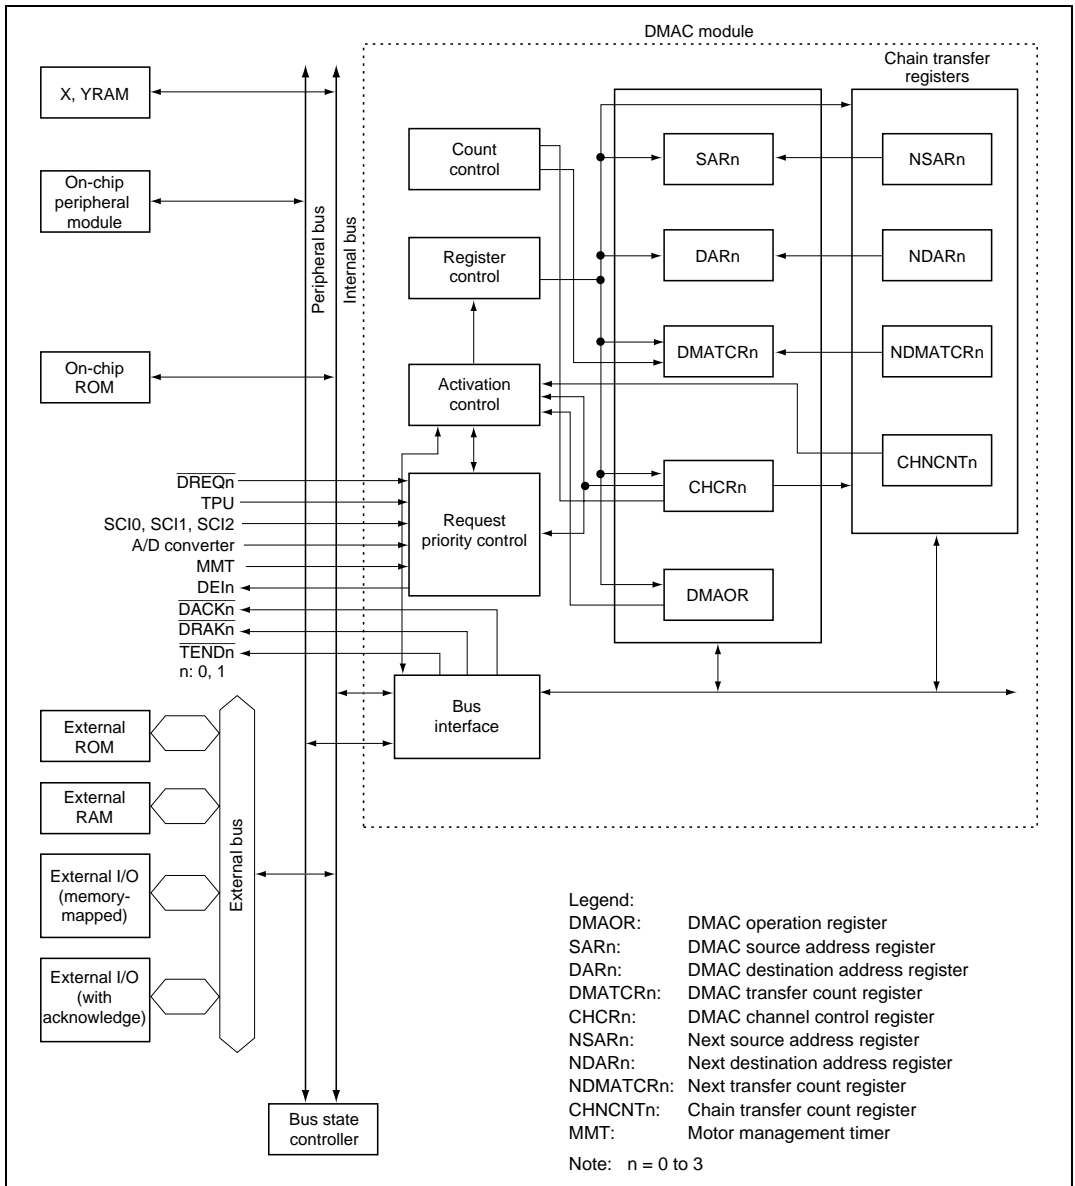 DMAC module
Chain transfer
registers
X, YRAM
On-chip
peripheral
module
On-chip
ROM
Peripheral bus
Internal bus
Count
control
Register
control
Activation
control
Request
priority control
SARn
DARn
DMATCRn
CHCRn
DMAOR
NSARn
NDARn
NDMATCRn
CHNCNTn
DREQn
TPU
SCI0, SCI1, SCI2
A/D converter
MMT
DEIn
DACKn
DRAKn
TENDn
n: 0, 1
Bus
interface
External
ROM
External
RAM
External I/O
(memory-
mapped)
External I/O
(with
acknowledge)
External bus
Bus state
controller
Legend:
DMAOR: DMAC operation register
SARn: DMAC source address register
DARn: DMAC destination address register
DMATCRn: DMAC transfer count register
CHCRn: DMAC channel control register
NSARn: Next source address register
NDARn: Next destination address register
NDMATCRn: Next transfer count register
CHNCNTn: Chain transfer count register
MMT: Motor management timer
Note: n = 0 to 3